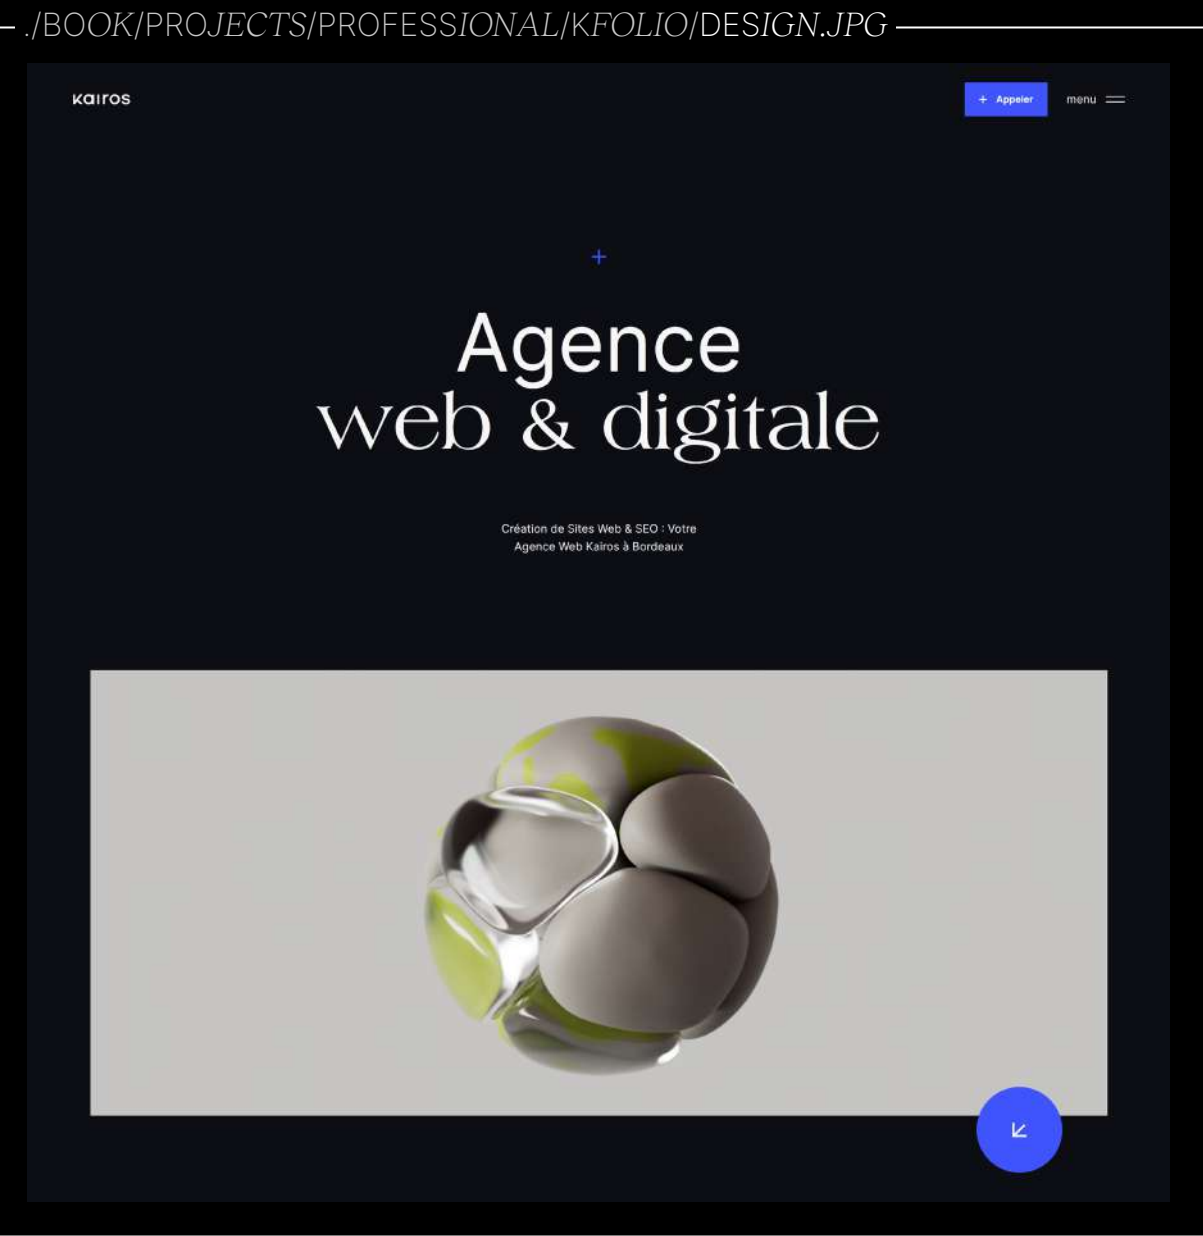 ./BOOK/PROJECTS/PROFESSIONAL/KFOLIO/DESIGN.JPG
kairos
+ Appeler
menu
+
Agence
web & digitale
Création de Sites Web & SEO : Votre
Agence Web Kairos à Bordeaux